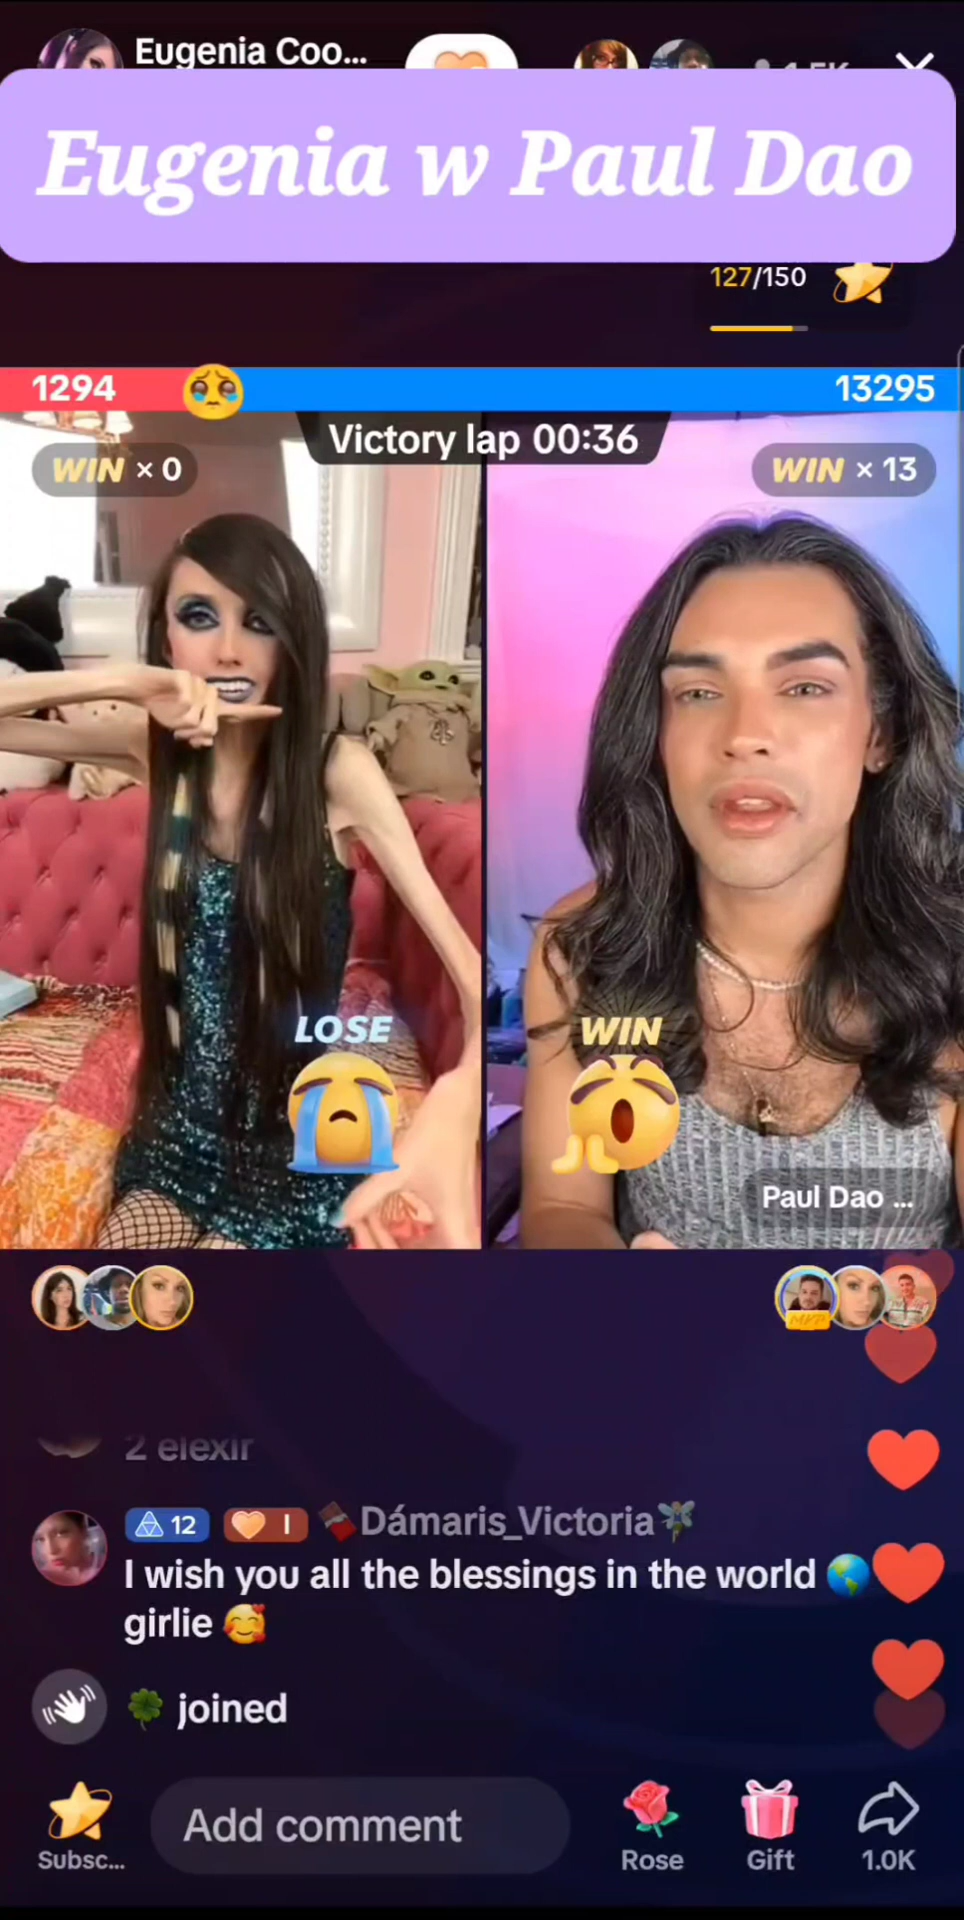 Eugenia Coo...
Eugenia w Paul Dao
127/150
1294
13295
Victory lap 00:36
WIN × 0
WIN × 13
LOSE
WIN
Paul Dao ...
MVP
2 elexir
12 I Dámaris_Victoria
I wish you all the blessings in the world 🌎
girlie 🥰
🍀 joined
Subsc...
Add comment
Rose
Gift
1.0K